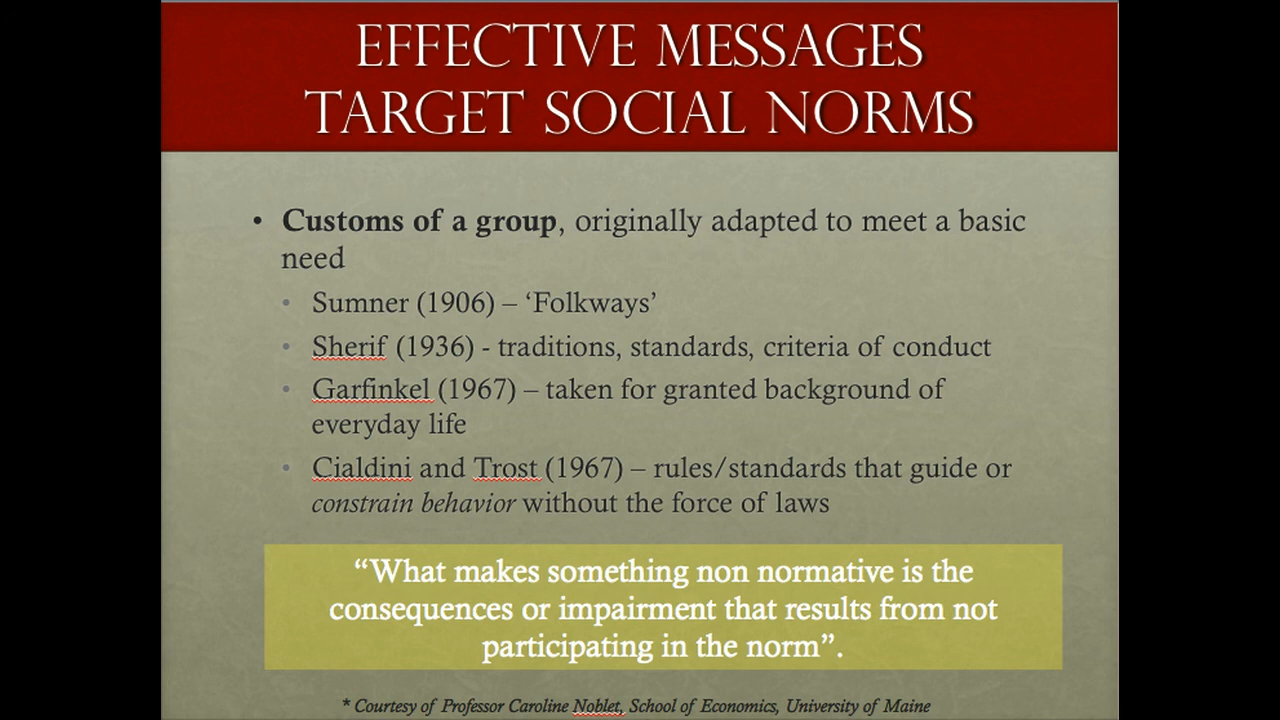 EFFECTIVE MESSAGES
TARGET SOCIAL NORMS
• Customs of a group, originally adapted to meet a basic
need
• Sumner (1906) – ‘Folkways’
• Sherif (1936) - traditions, standards, criteria of conduct
• Garfinkel (1967) – taken for granted background of
everyday life
• Cialdini and Trost (1967) – rules/standards that guide or
constrain behavior without the force of laws
“What makes something non normative is the
consequences or impairment that results from not
participating in the norm”.
* Courtesy of Professor Caroline Noblet, School of Economics, University of Maine